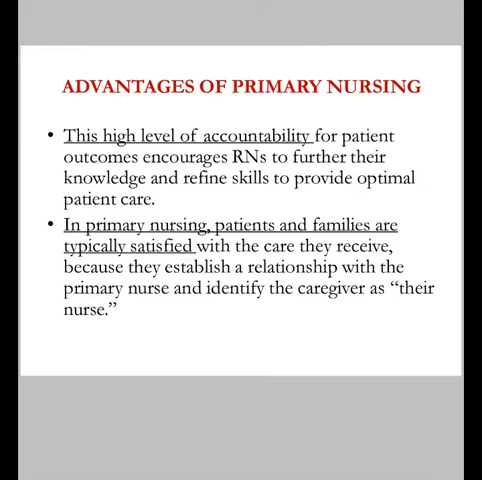 ADVANTAGES OF PRIMARY NURSING
• This high level of accountability for patient
outcomes encourages RNs to further their
knowledge and refine skills to provide optimal
patient care.
• In primary nursing, patients and families are
typically satisfied with the care they receive,
because they establish a relationship with the
primary nurse and identify the caregiver as “their
nurse.”